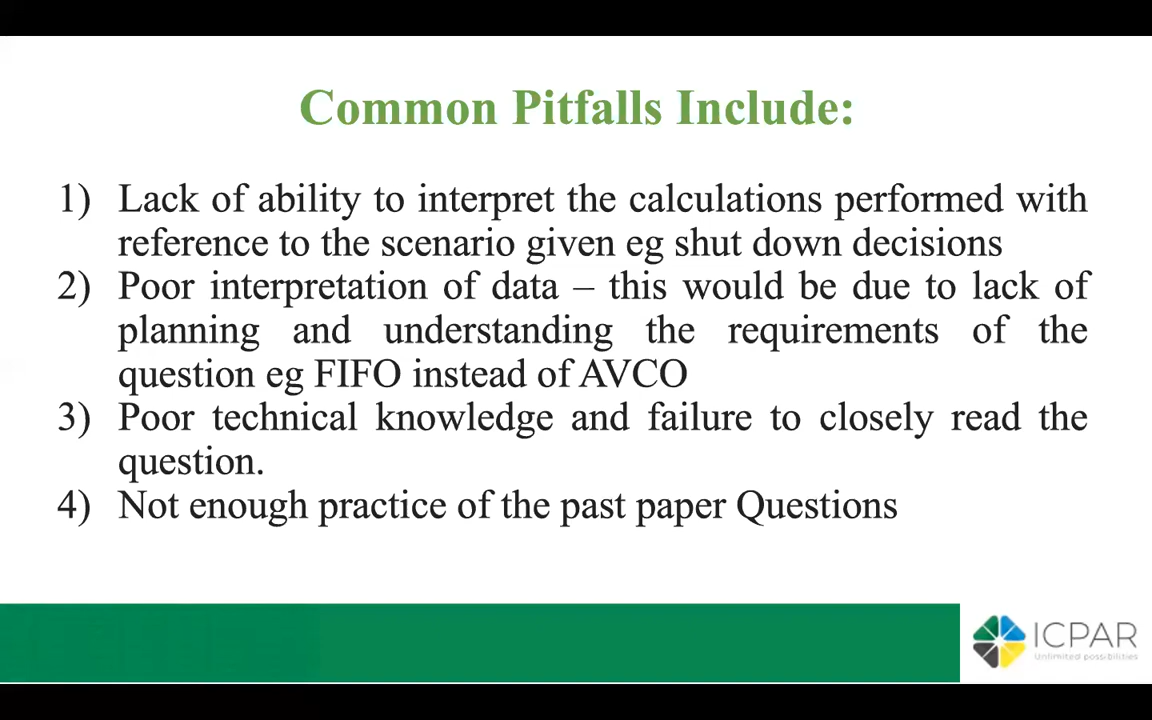 Common Pitfalls Include:
1) Lack of ability to interpret the calculations performed with
reference to the scenario given eg shut down decisions
2) Poor interpretation of data – this would be due to lack of
planning and understanding the requirements of the
question eg FIFO instead of AVCO
3) Poor technical knowledge and failure to closely read the
question.
4) Not enough practice of the past paper Questions
ICPAR
Unlimited possibilities